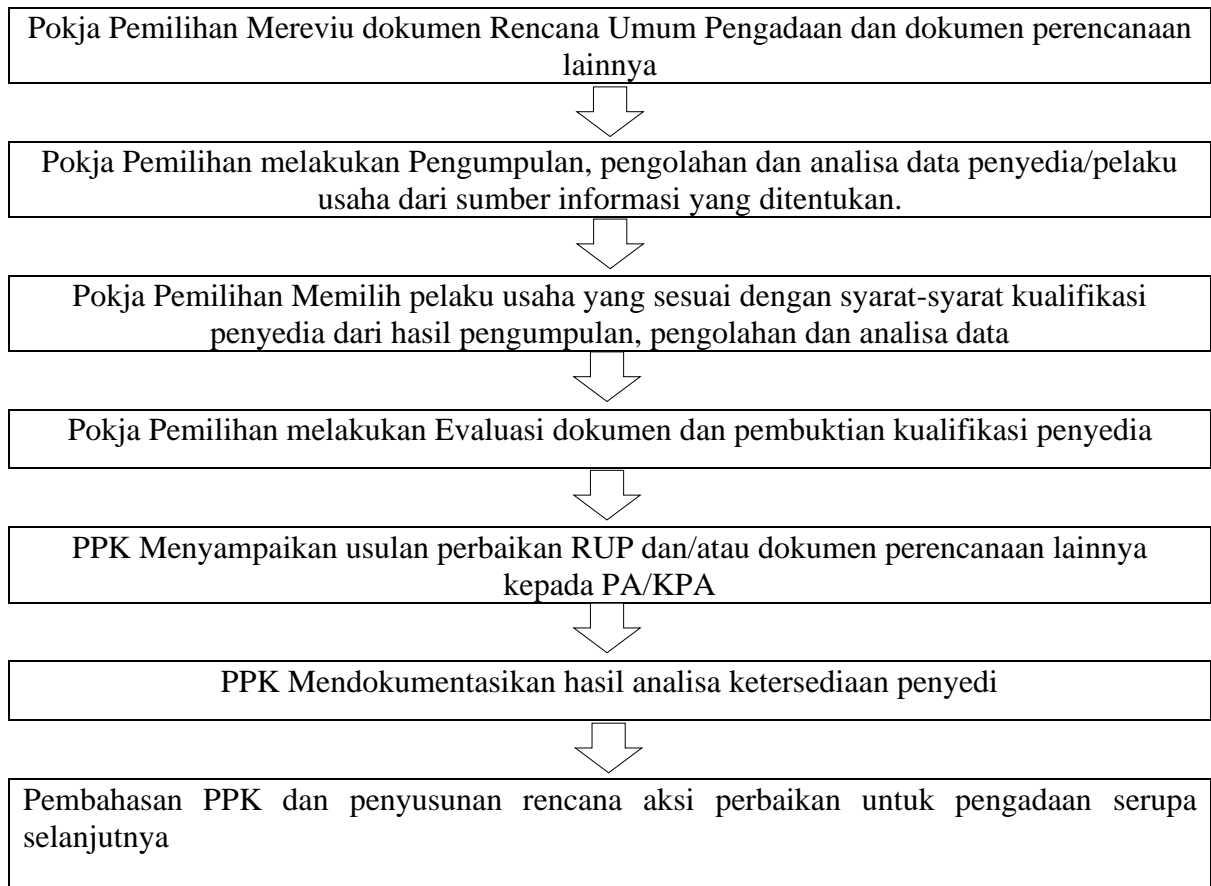 Pokja Pemilihan Mereviu dokumen Rencana Umum Pengadaan dan dokumen perencanaan
lainnya
Pokja Pemilihan melakukan Pengumpulan, pengolahan dan analisa data penyedia/pelaku
usaha dari sumber informasi yang ditentukan.
Pokja Pemilihan Memilih pelaku usaha yang sesuai dengan syarat-syarat kualifikasi
penyedia dari hasil pengumpulan, pengolahan dan analisa data
Pokja Pemilihan melakukan Evaluasi dokumen dan pembuktian kualifikasi penyedia
PPK Menyampaikan usulan perbaikan RUP dan/atau dokumen perencanaan lainnya
kepada PA/KPA
PPK Mendokumentasikan hasil analisa ketersediaan penyedi
Pembahasan PPK dan penyusunan rencana aksi perbaikan untuk pengadaan serupa
selanjutnya